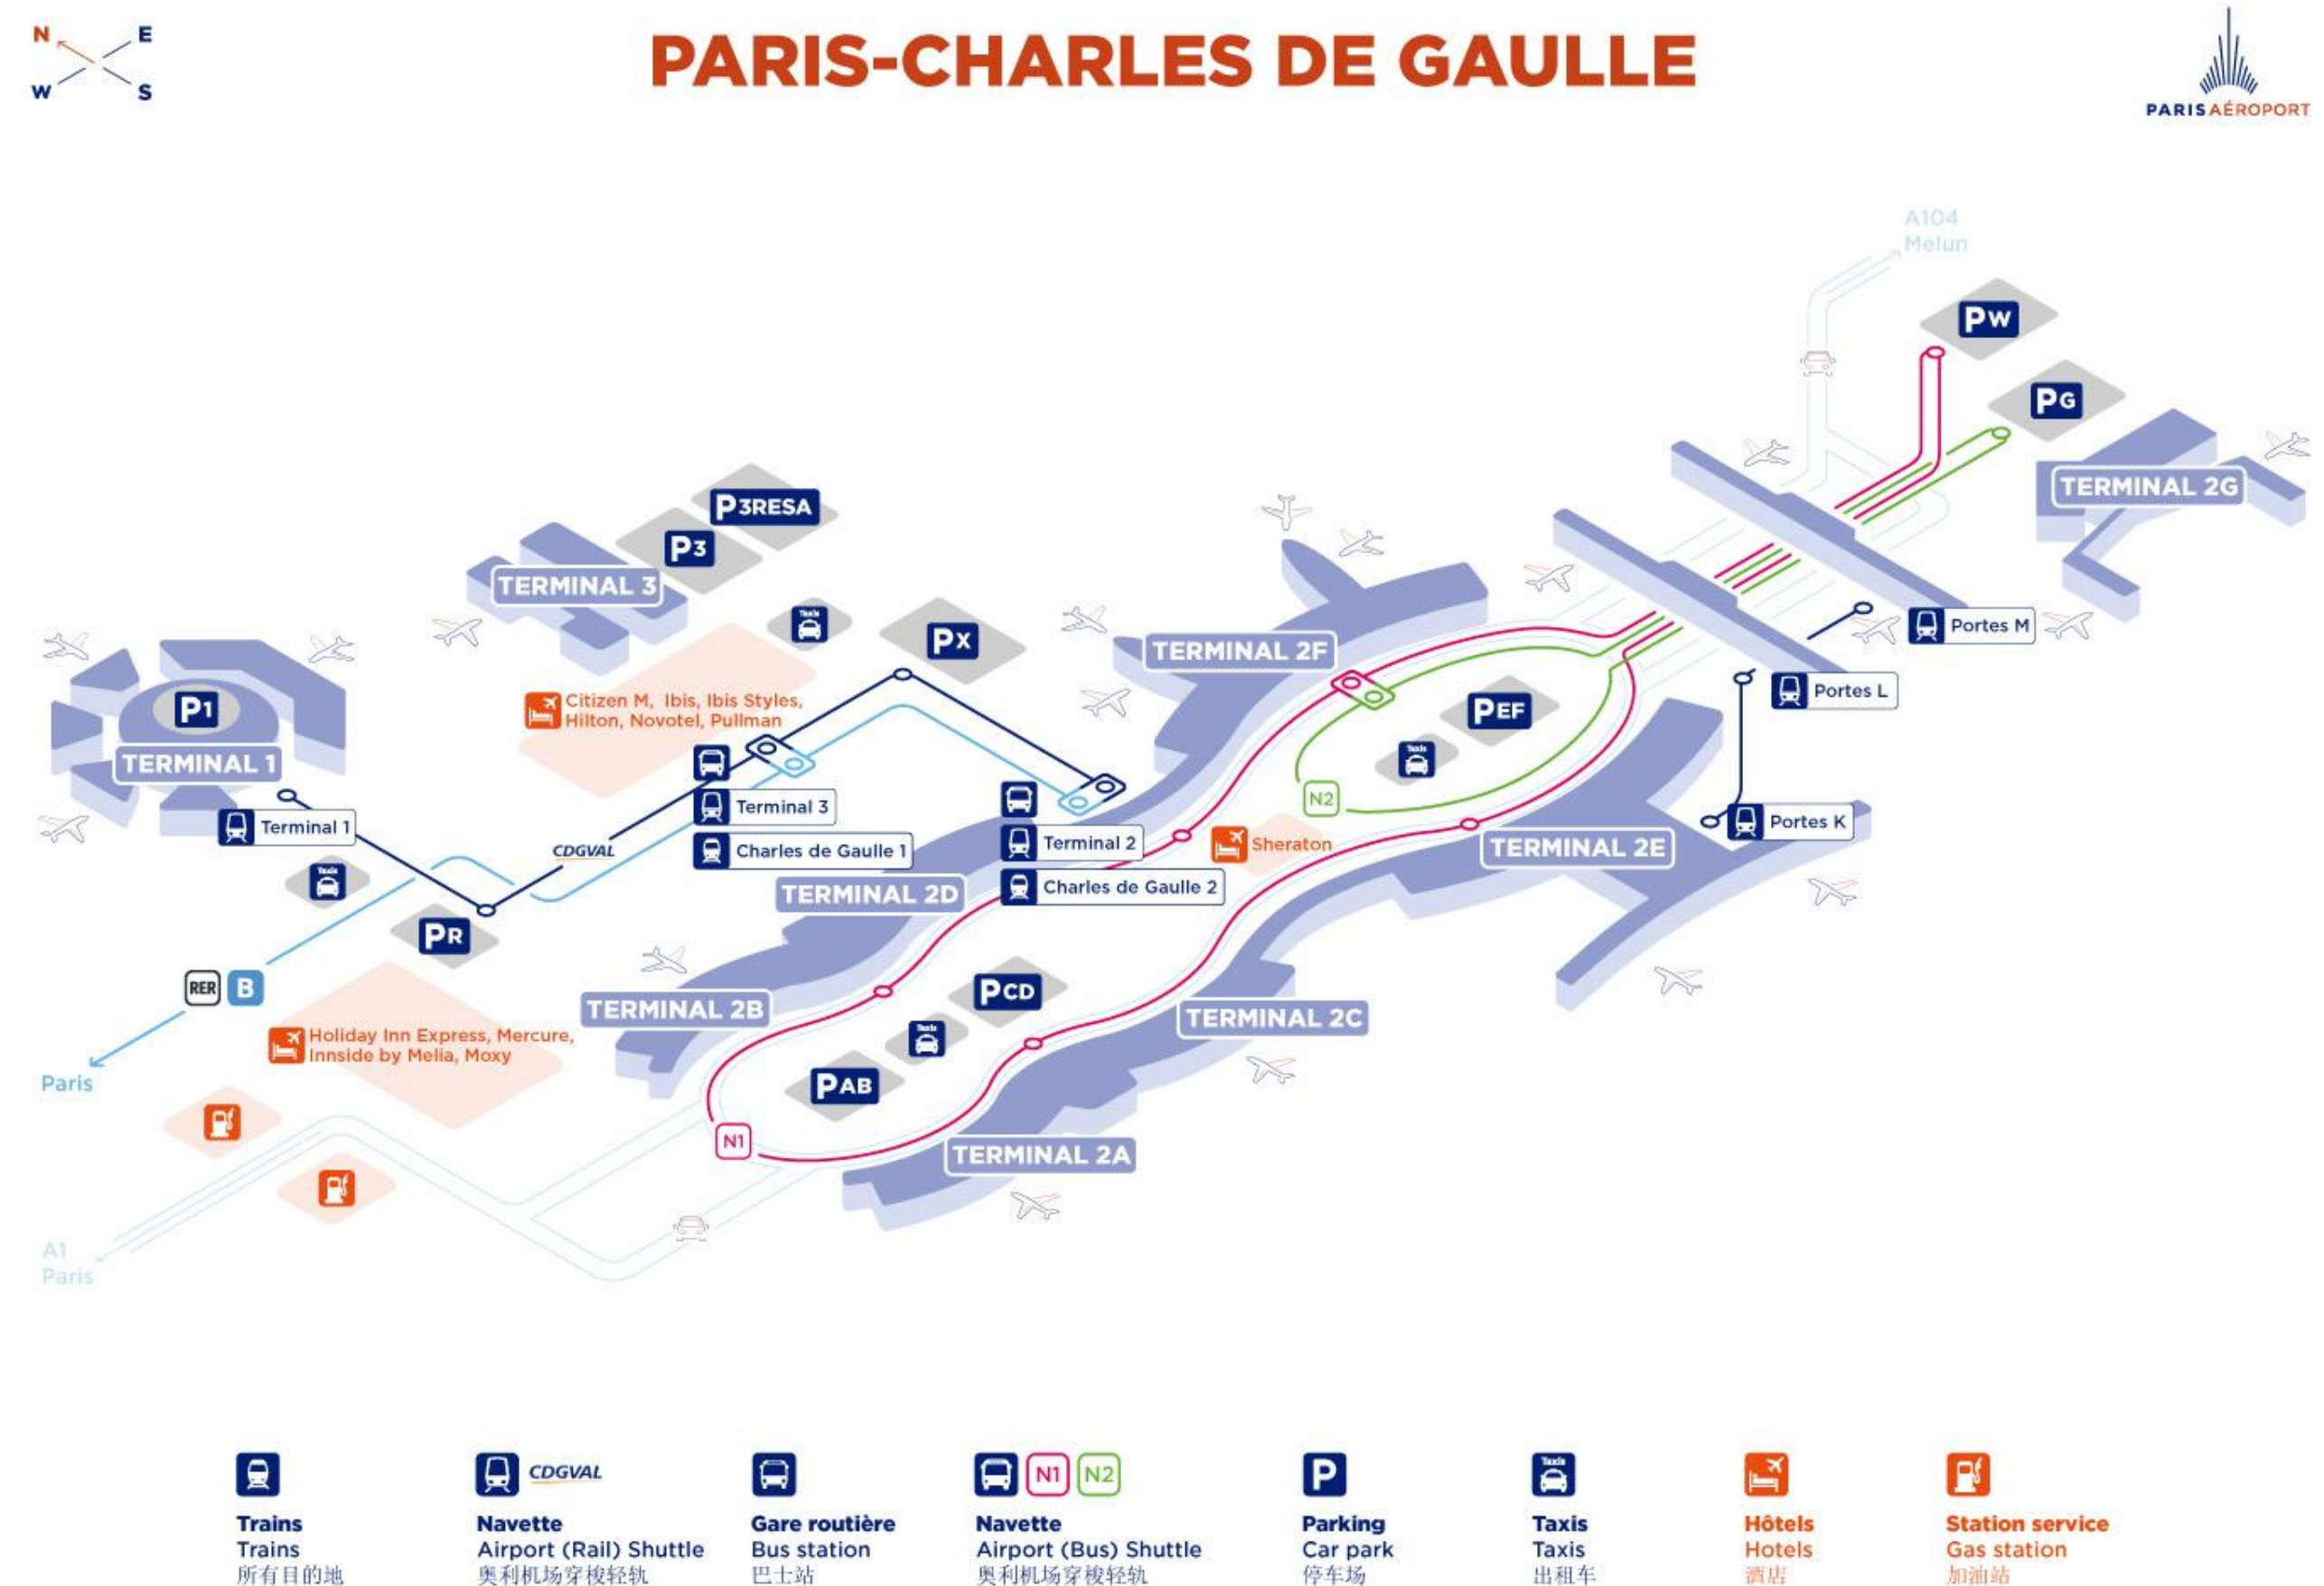 N
E
W
S
PARIS-CHARLES DE GAULLE
PARIS AÉROPORT
A104
Melun
PW
PG
TERMINAL 2G
P3RESA
P3
TERMINAL 3
Taxis
PX
TERMINAL 2F
Portes M
Portes L
Portes K
P1
TERMINAL 1
Terminal 1
Citizen M, Ibis, Ibis Styles,
Hilton, Novotel, Pullman
PEF
Taxis
N2
CDGVAL
Terminal 3
Charles de Gaulle 1
Terminal 2
Charles de Gaulle 2
Sheraton
TERMINAL 2E
Taxis
TERMINAL 2D
PR
RER B
Paris
Holiday Inn Express, Mercure,
Innside by Melia, Moxy
TERMINAL 2B
PCD
Taxis
PAB
TERMINAL 2C
N1
TERMINAL 2A
A1
Paris
CDGVAL
N1 N2
P
Taxis
Trains
Trains
所有目的地
Navette
Airport (Rail) Shuttle
奥利机场穿梭轻轨
Gare routière
Bus station
巴士站
Navette
Airport (Bus) Shuttle
奥利机场穿梭轻轨
Parking
Car park
停车场
Taxis
Taxis
出租车
Hôtels
Hotels
酒店
Station service
Gas station
加油站